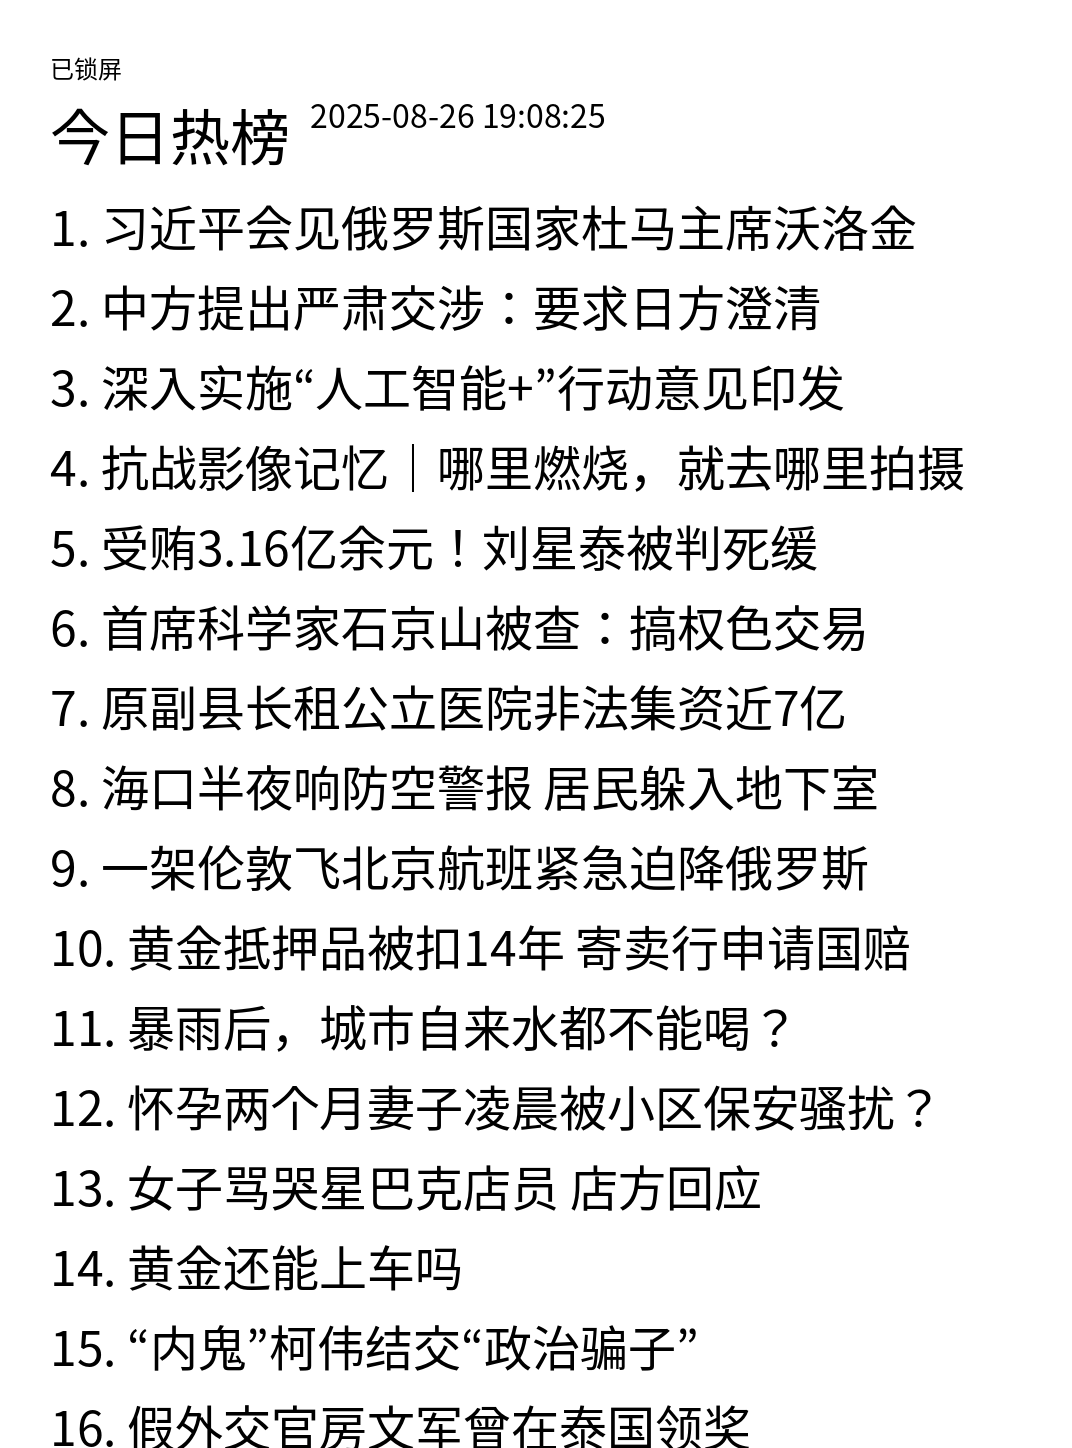 已锁屏
今日热榜 2025-08-26 19:08:25
1. 习近平会见俄罗斯国家杜马主席沃洛金
2. 中方提出严肃交涉：要求日方澄清
3. 深入实施“人工智能+”行动意见印发
4. 抗战影像记忆｜哪里燃烧，就去哪里拍摄
5. 受贿3.16亿余元！刘星泰被判死缓
6. 首席科学家石京山被查：搞权色交易
7. 原副县长租公立医院非法集资近7亿
8. 海口半夜响防空警报 居民躲入地下室
9. 一架伦敦飞北京航班紧急迫降俄罗斯
10. 黄金抵押品被扣14年 寄卖行申请国赔
11. 暴雨后，城市自来水都不能喝？
12. 怀孕两个月妻子凌晨被小区保安骚扰？
13. 女子骂哭星巴克店员 店方回应
14. 黄金还能上车吗
15. “内鬼”柯伟结交“政治骗子”
16. 假外交官房文军曾在泰国领奖